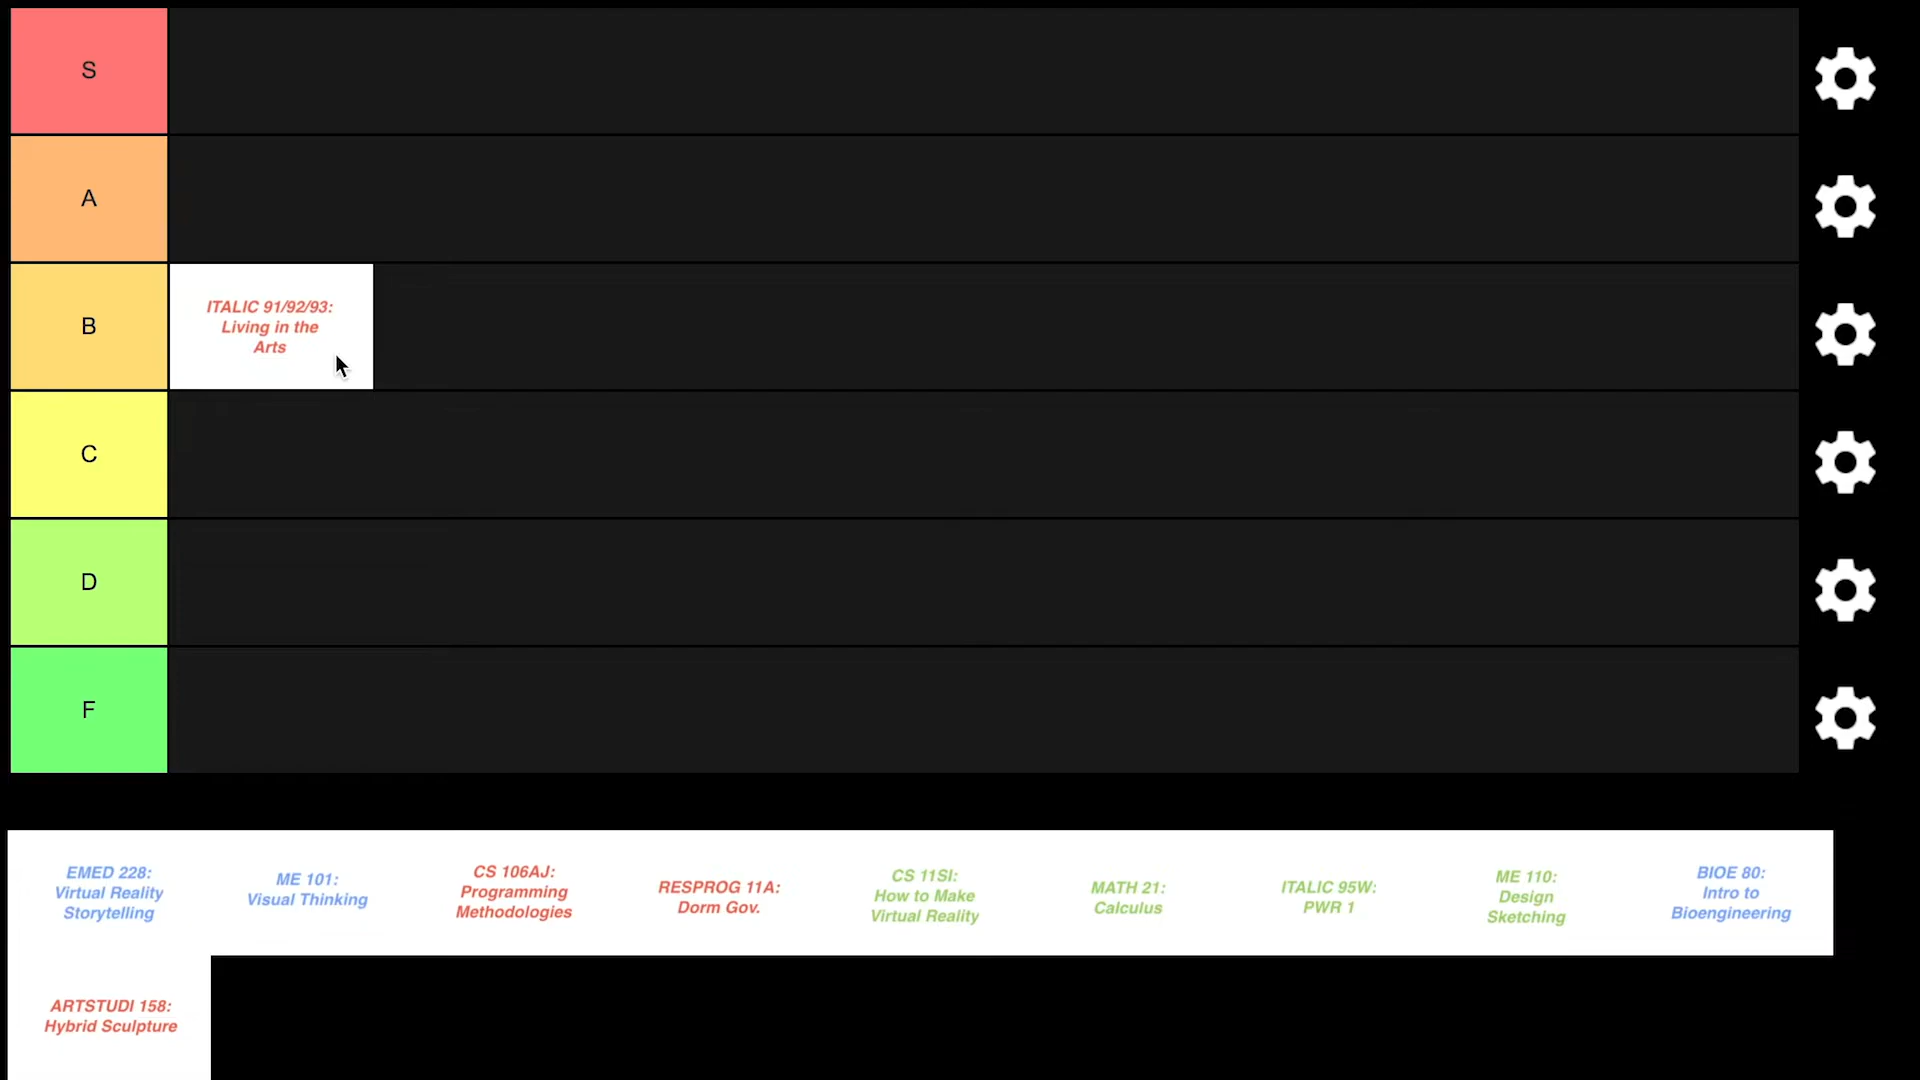 S
A
B
ITALIC 91/92/93:
Living in the
Arts
C
D
F
EMED 228:
Virtual Reality
Storytelling
ME 101:
Visual Thinking
CS 106AJ:
Programming
Methodologies
RESPROG 11A:
Dorm Gov.
CS 11SI:
How to Make
Virtual Reality
MATH 21:
Calculus
ITALIC 95W:
PWR 1
ME 110:
Design
Sketching
BIOE 80:
Intro to
Bioengineering
ARTSTUDI 158:
Hybrid Sculpture